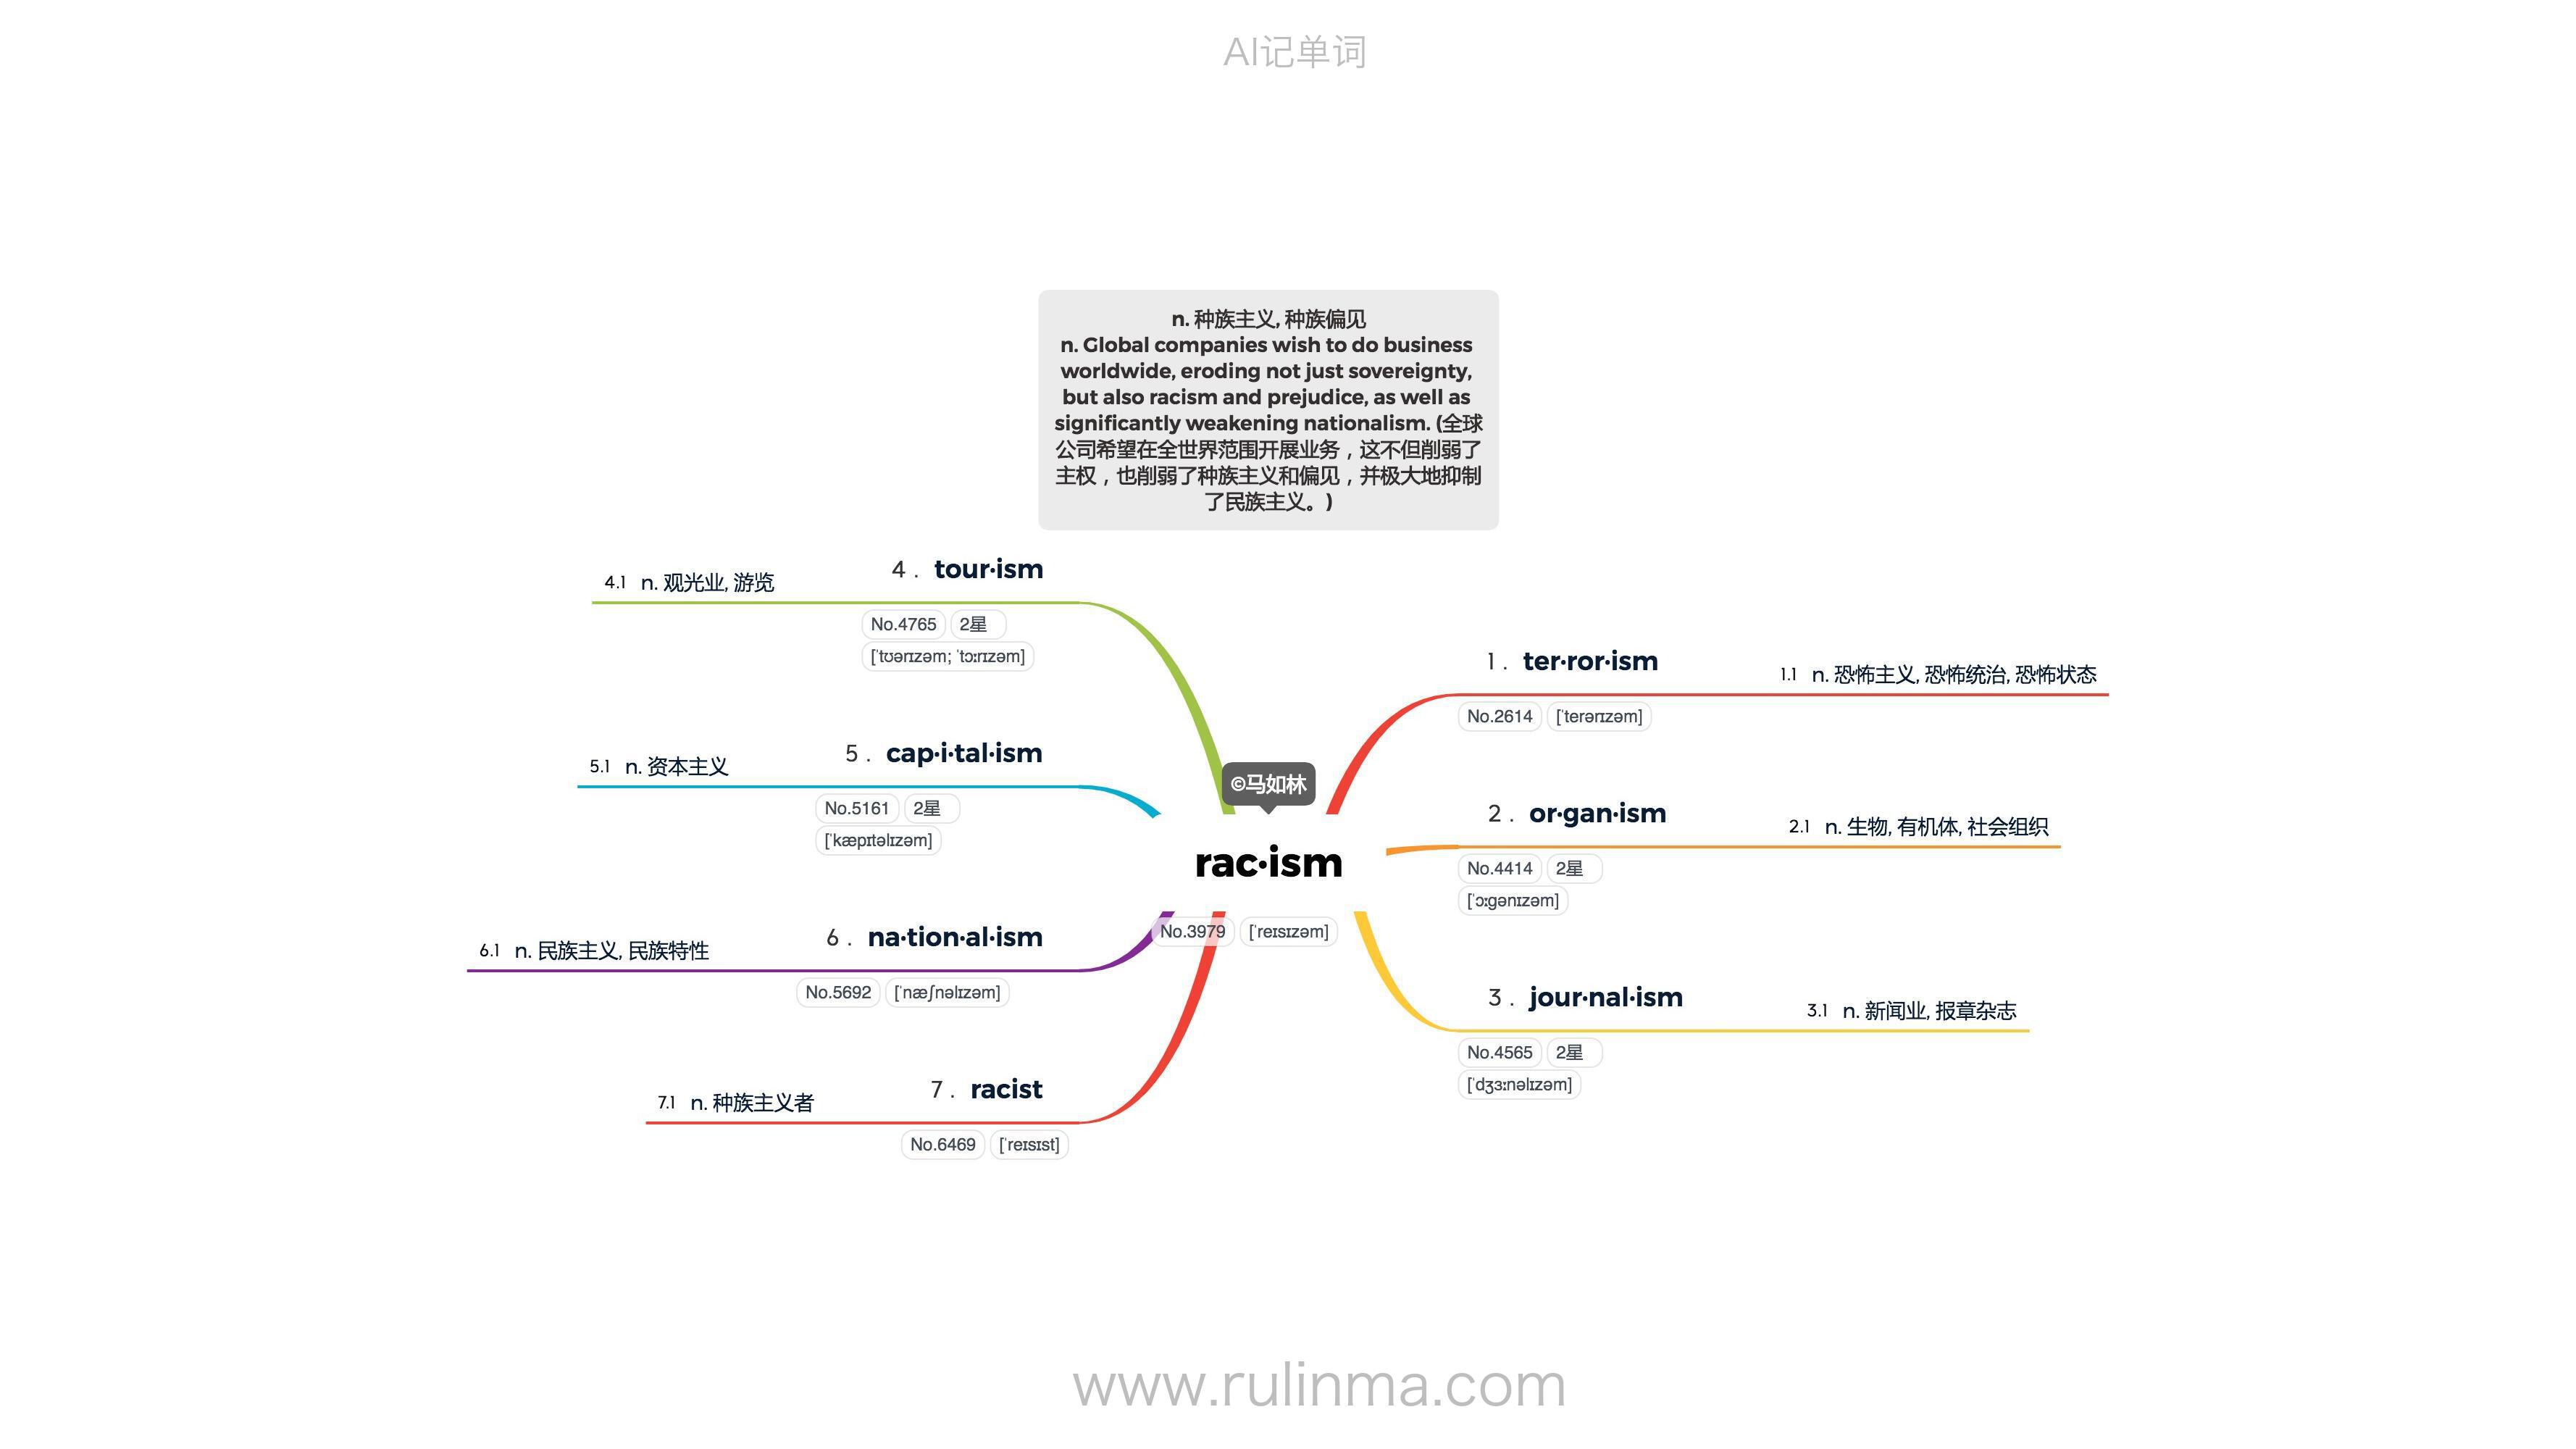 AI记单词
n. 种族主义, 种族偏见
n. Global companies wish to do business
worldwide, eroding not just sovereignty,
but also racism and prejudice, as well as
significantly weakening nationalism. (全球
公司希望在全世界范围开展业务，这不但削弱了
主权，也削弱了种族主义和偏见，并极大地抑制
了民族主义。)
4 . tour·ism
4.1 n. 观光业, 游览
No.4765 2星
[ˈtʊərɪzəm; ˈtɔːrɪzəm]
5 . cap·i·tal·ism
5.1 n. 资本主义
No.5161 2星
[ˈkæpɪtəlɪzəm]
6 . na·tion·al·ism
6.1 n. 民族主义, 民族特性
No.5692 [ˈnæʃnəlɪzəm]
7 . racist
7.1 n. 种族主义者
No.6469 [ˈreɪsɪst]
©马如林
rac·ism
No.3979 [ˈreɪsɪzəm]
1 . ter·ror·ism
1.1 n. 恐怖主义, 恐怖统治, 恐怖状态
No.2614 [ˈterərɪzəm]
2 . or·gan·ism
2.1 n. 生物, 有机体, 社会组织
No.4414 2星
[ˈɔːgənɪzəm]
3 . jour·nal·ism
3.1 n. 新闻业, 报章杂志
No.4565 2星
[ˈdʒɜːnəlɪzəm]
www.rulinma.com